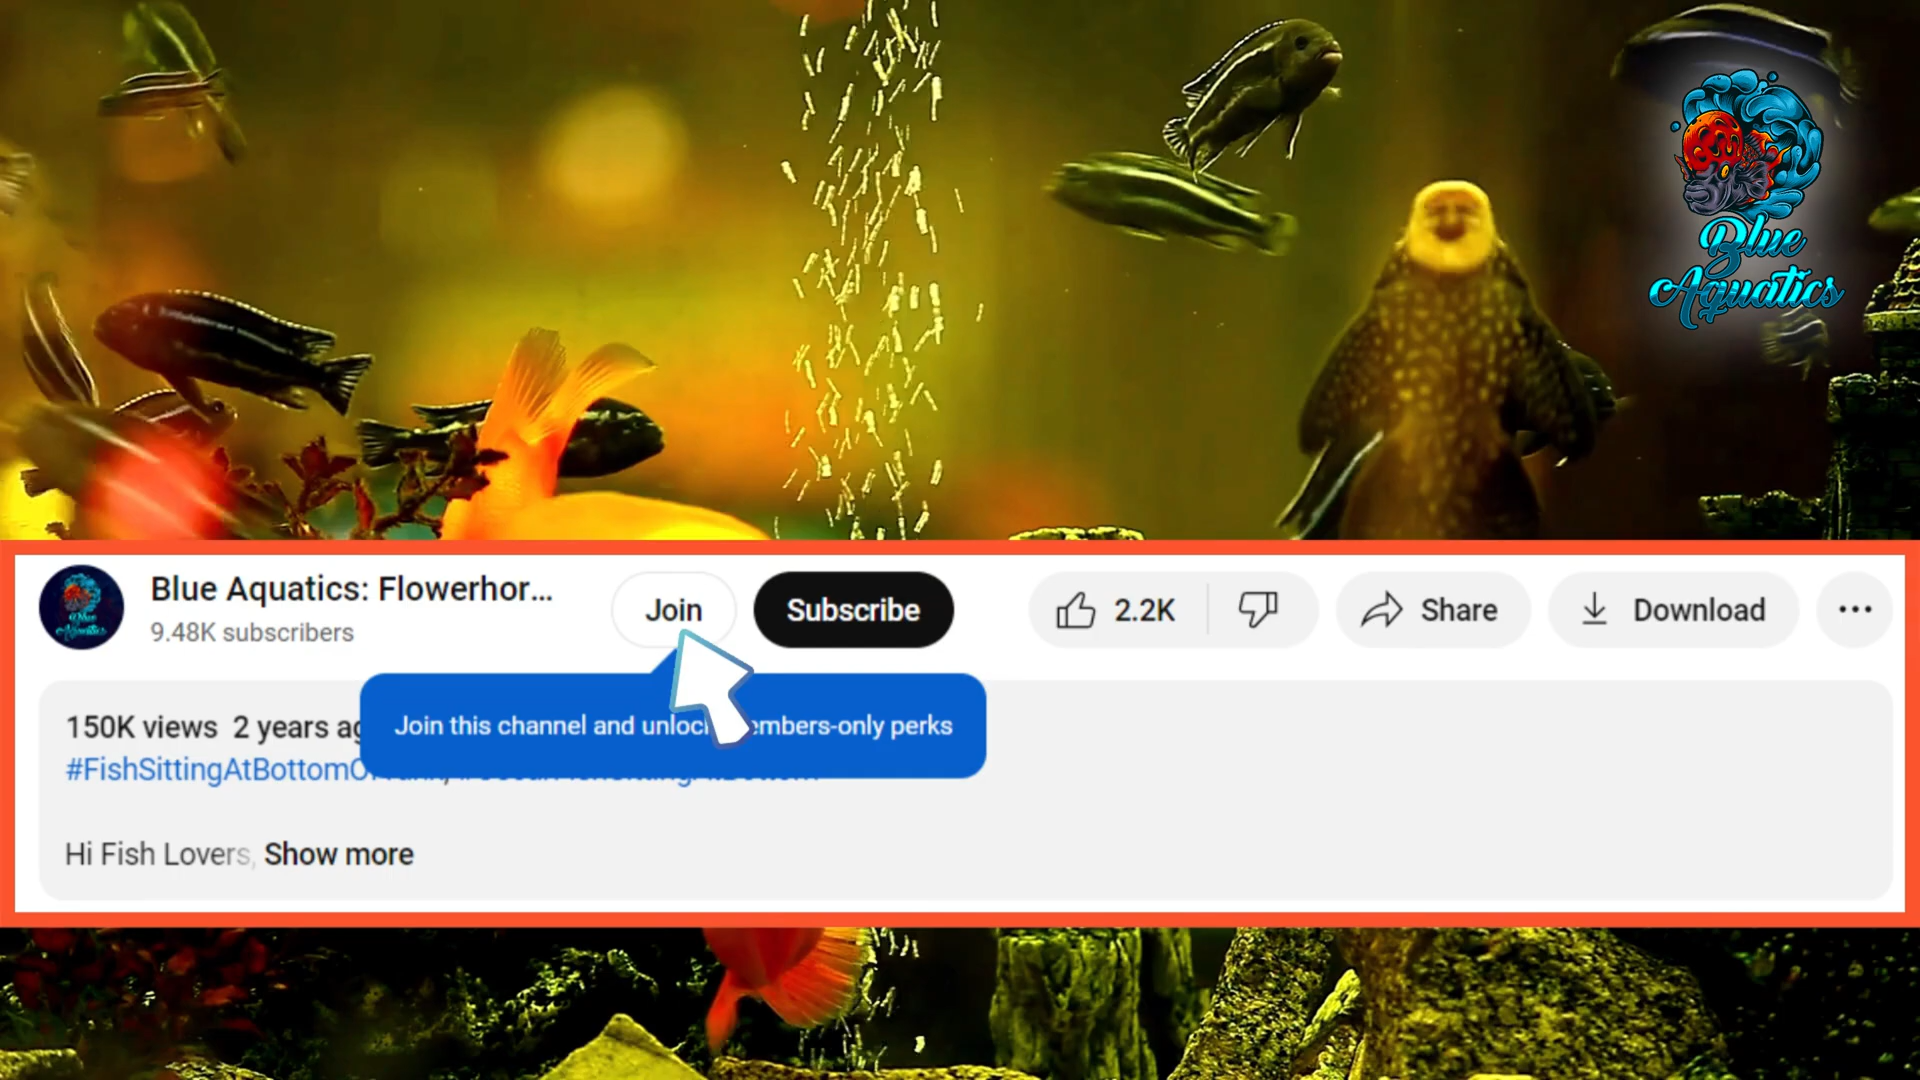 Blue
Aquatics
Blue Aquatics: Flowerhor...
9.48K subscribers
Join
Subscribe
2.2K
Share
Download
150K views 2 years ag
Join this channel and unlock embers-only perks
#FishSittingAtBottomO
Hi Fish Lovers, Show more